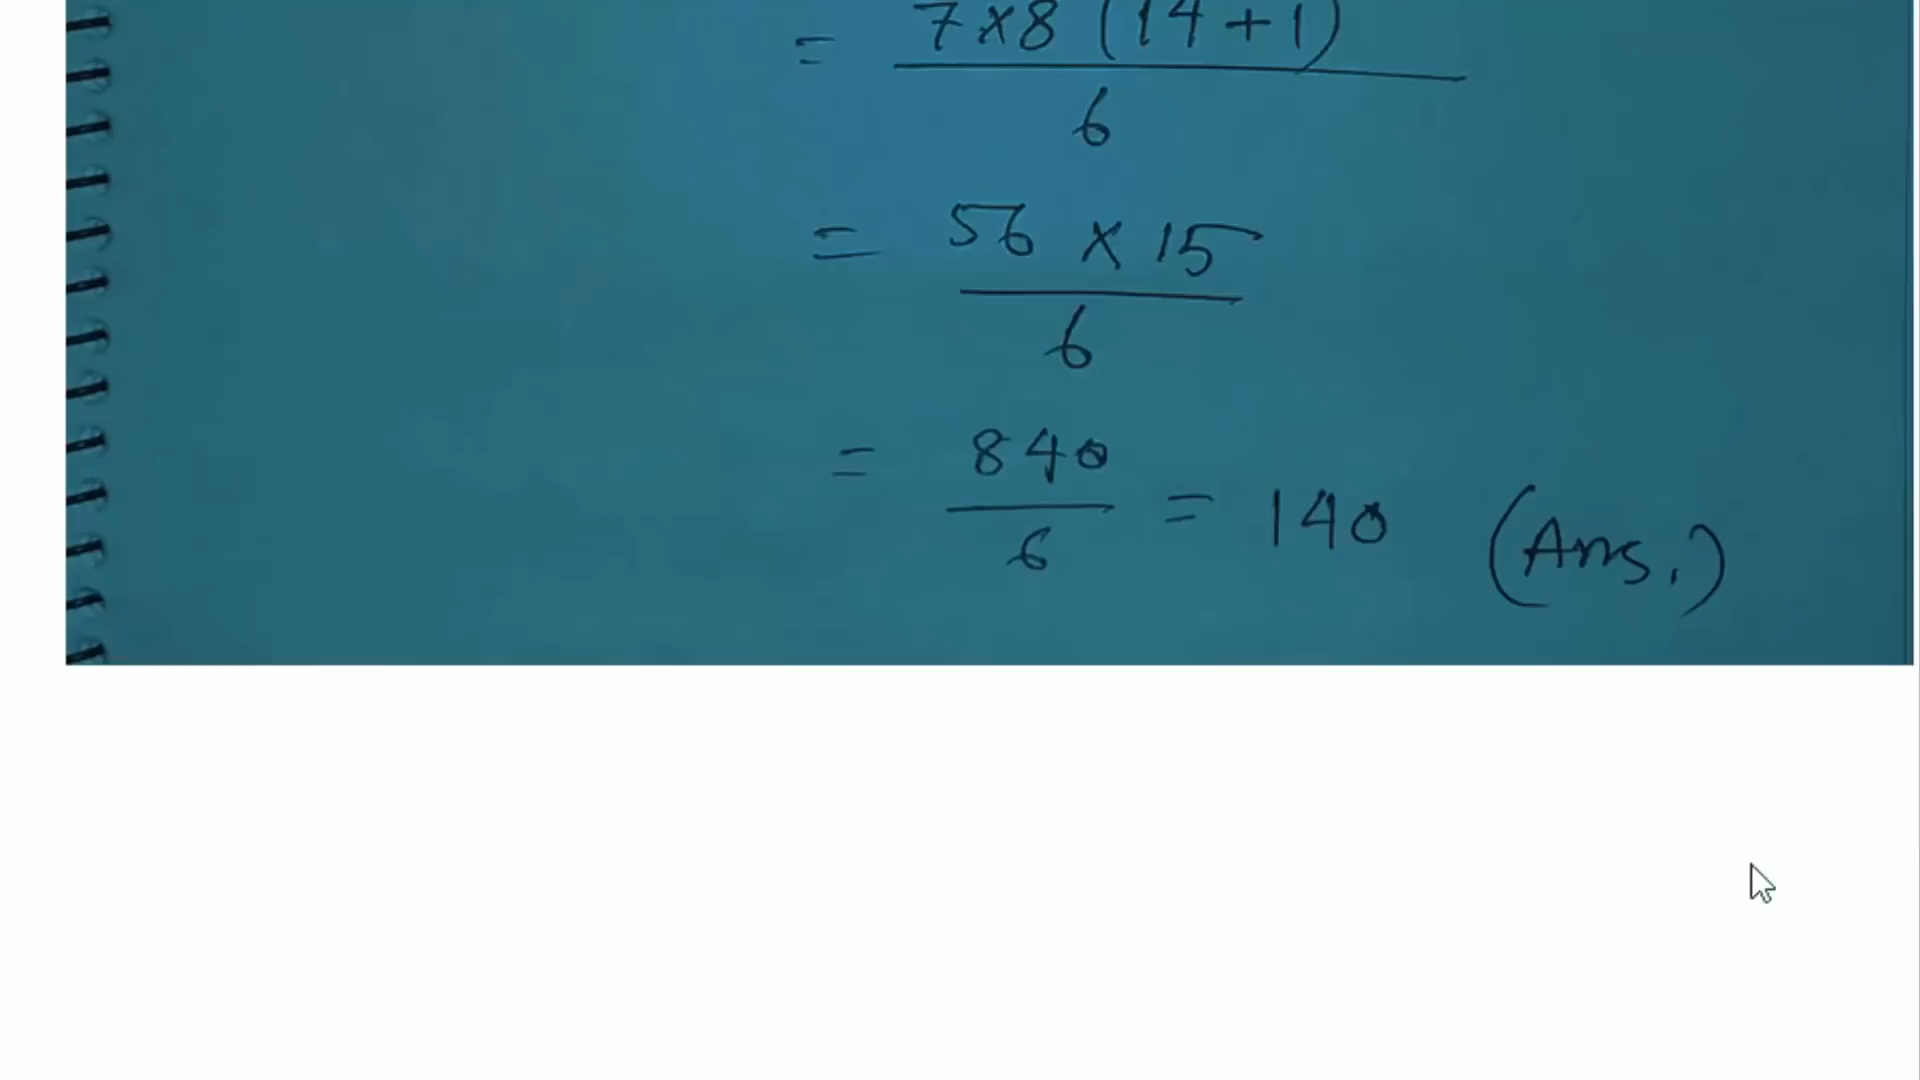 = 7×8 (14+1) / 6
= 56 × 15 / 6
= 840 / 6 = 140 (Ans.)